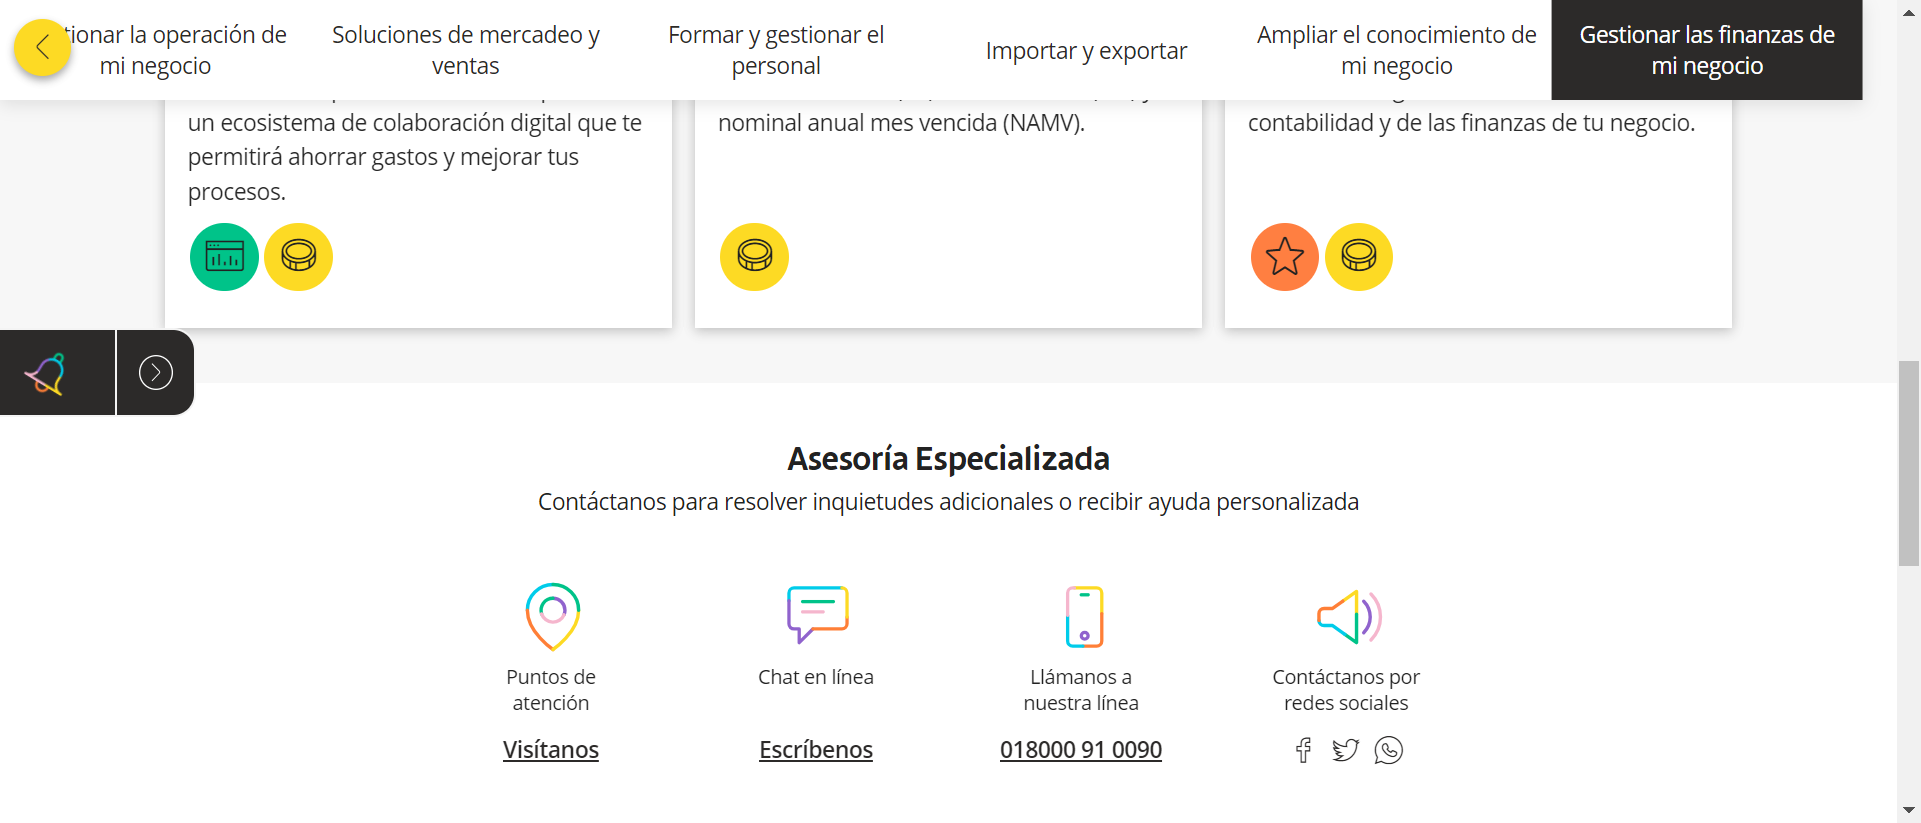 la operación de
mi negocio
Soluciones de mercadeo y
ventas
Formar y gestionar el
personal
Importar y exportar
Ampliar el conocimiento de
mi negocio
Gestionar las finanzas de
mi negocio
un ecosistema de colaboración digital que te
permitirá ahorrar gastos y mejorar tus
procesos.
nominal anual mes vencida (NAMV).
contabilidad y de las finanzas de tu negocio.
Asesoría Especializada
Contáctanos para resolver inquietudes adicionales o recibir ayuda personalizada
Puntos de
atención
Visítanos
Chat en línea
Escríbenos
Llámanos a
nuestra línea
018000 91 0090
Contáctanos por
redes sociales